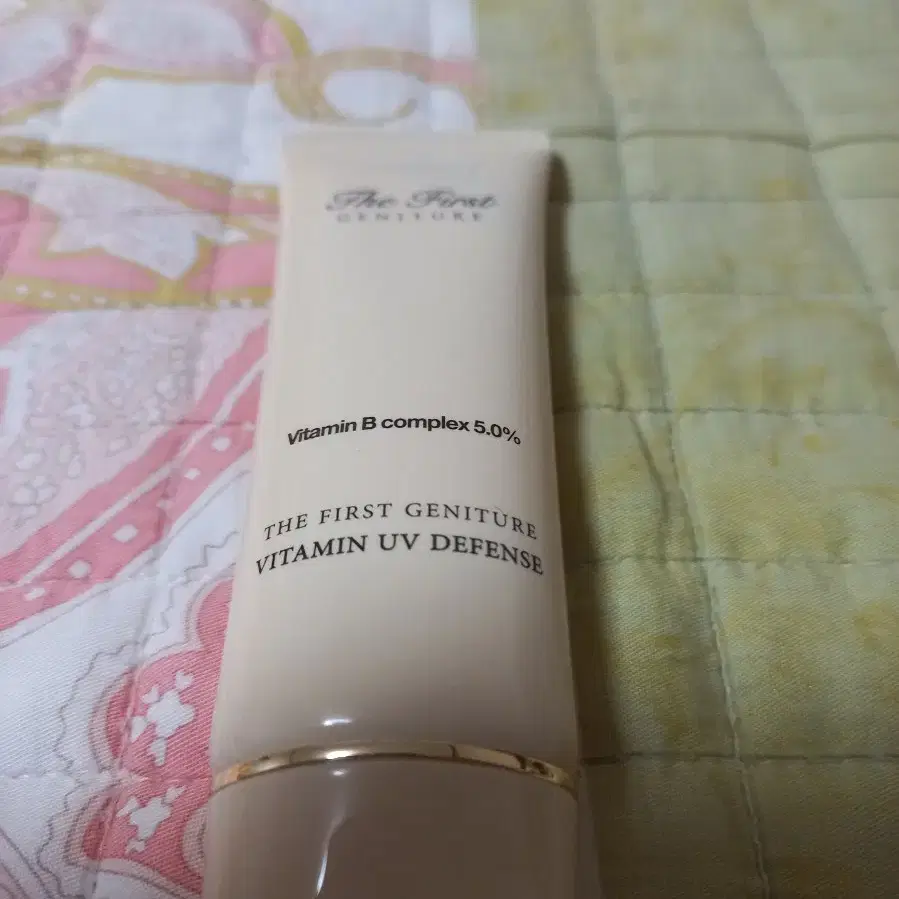 The First
GENITURE
Vitamin B complex 5.0%
THE FIRST GENITURE
VITAMIN UV DEFENSE